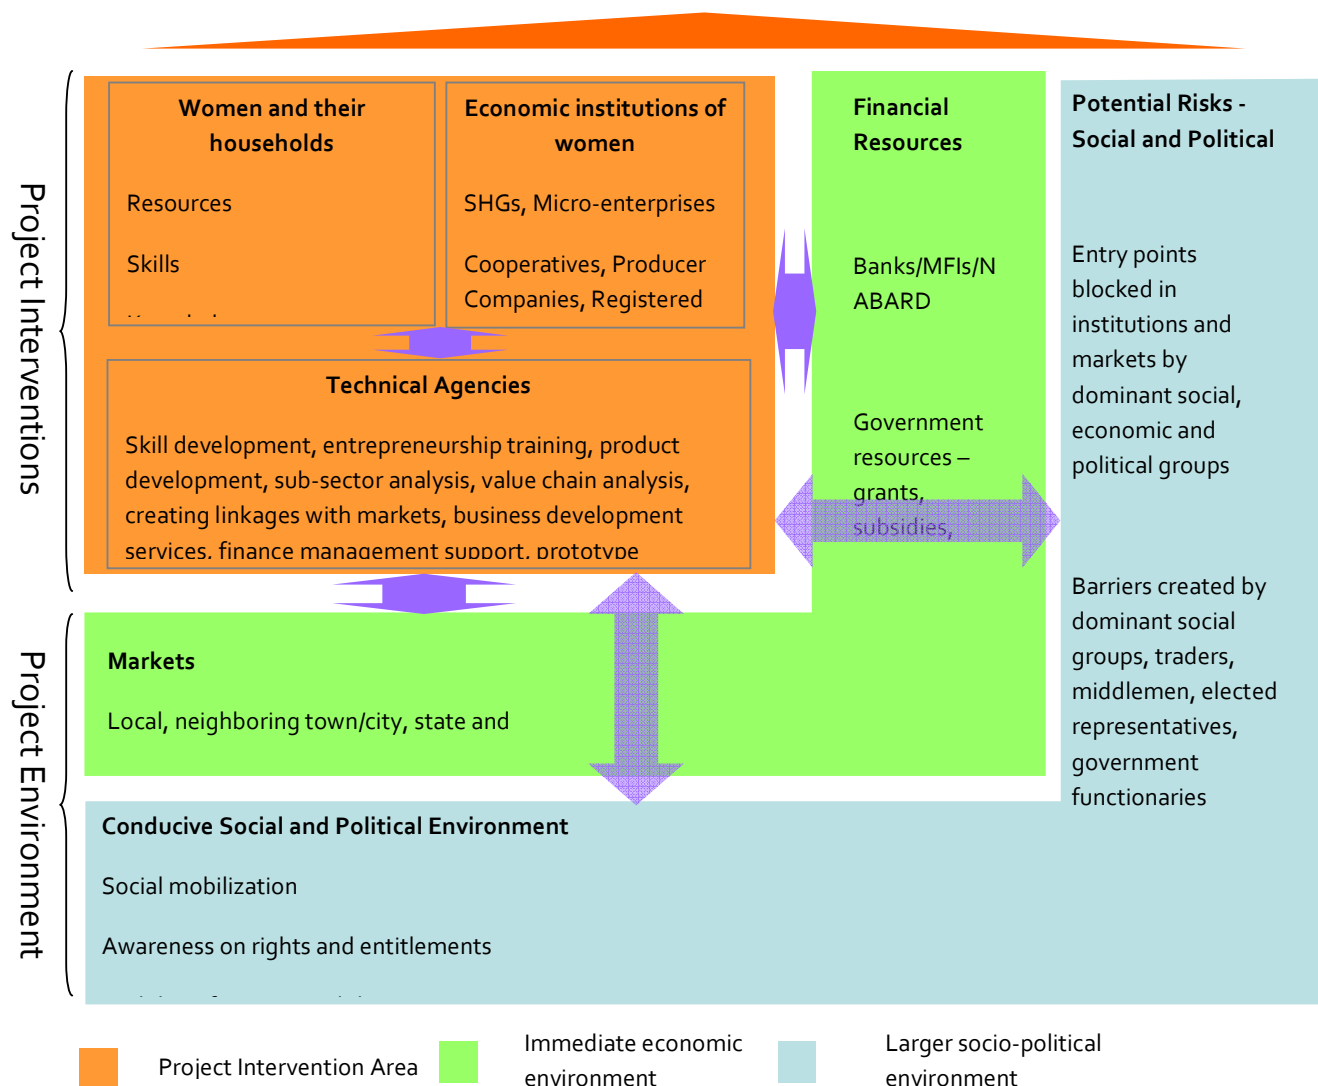 Project Interventions
Women and their
households
Resources
Skills
Economic institutions of
women
SHGs, Micro-enterprises
Cooperatives, Producer
Companies, Registered
Technical Agencies
Skill development, entrepreneurship training, product
development, sub-sector analysis, value chain analysis,
creating linkages with markets, business development
services, finance management support, prototype
Financial
Resources
Banks/MFIs/N
ABARD
Government
resources –
grants,
subsidies,
Potential Risks -
Social and Political
Entry points
blocked in
institutions and
markets by
dominant social,
economic and
political groups
Barriers created by
dominant social
groups, traders,
middlemen, elected
representatives,
government
functionaries
Project Environment
Markets
Local, neighboring town/city, state and
Conducive Social and Political Environment
Social mobilization
Awareness on rights and entitlements
Project Intervention Area
Immediate economic
environment
Larger socio-political
environment